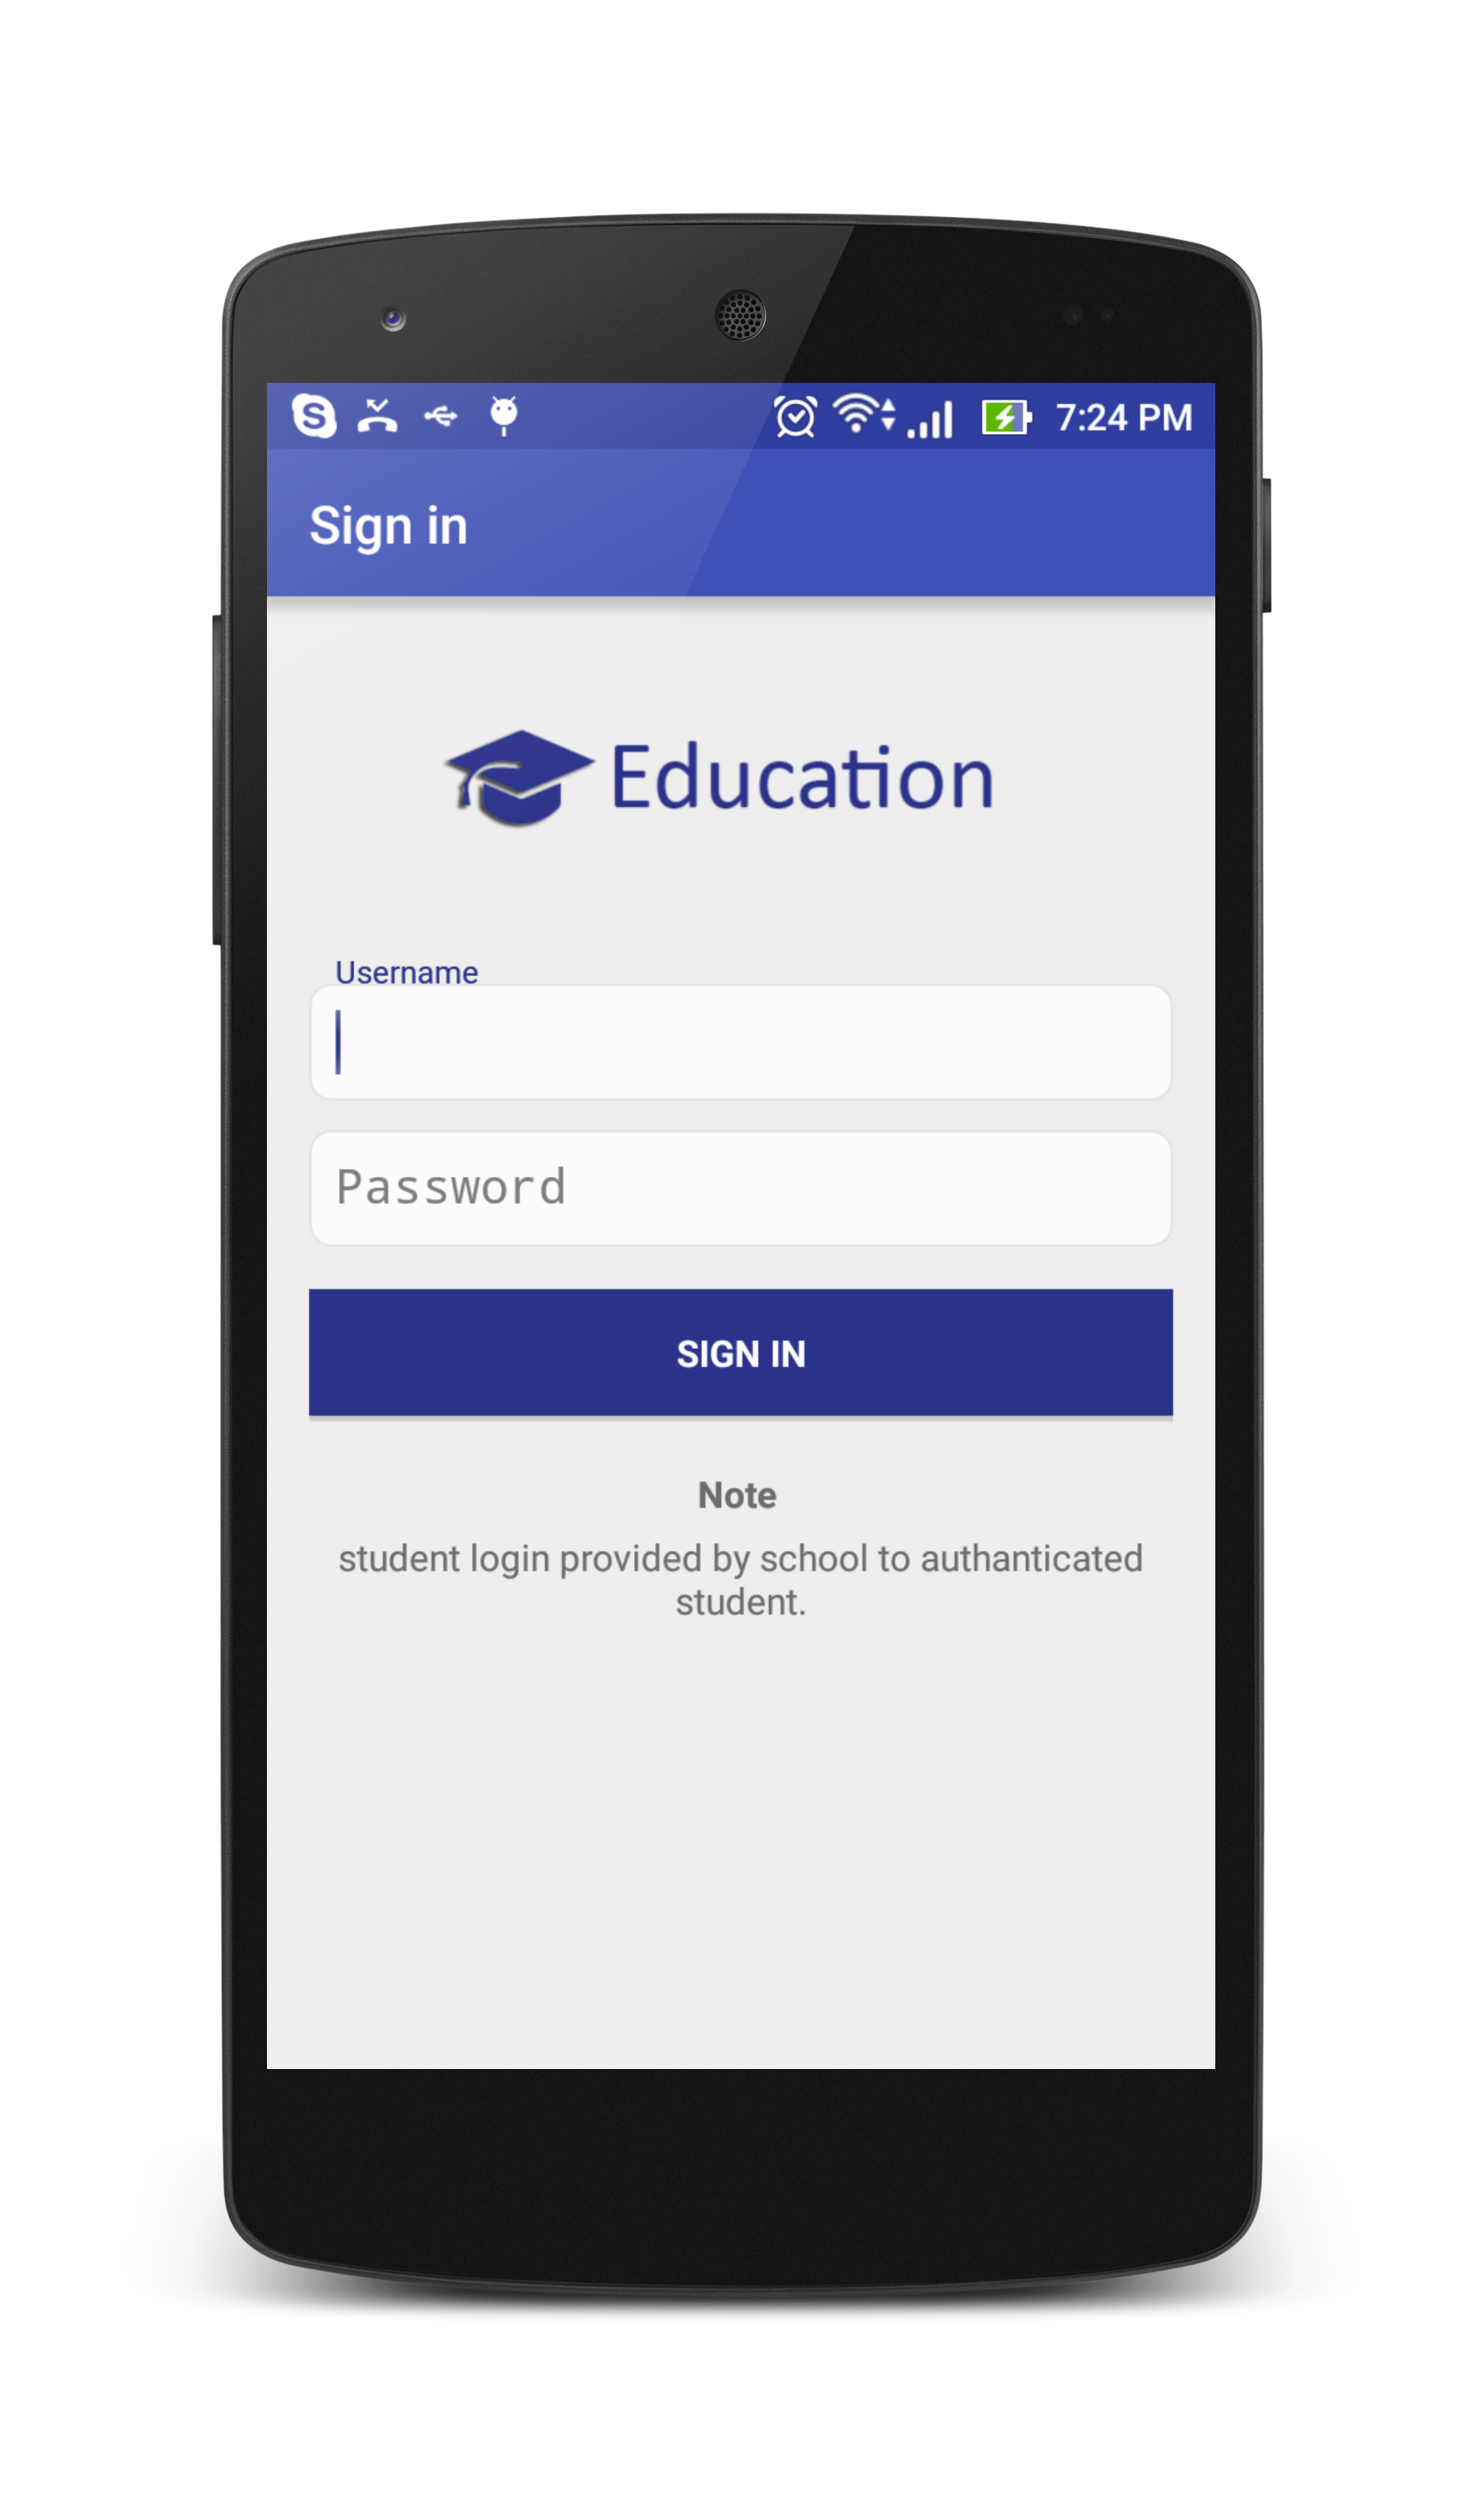 7:24 PM
Sign in
Education
Username
Password
SIGN IN
Note
student login provided by school to authanticated
student.